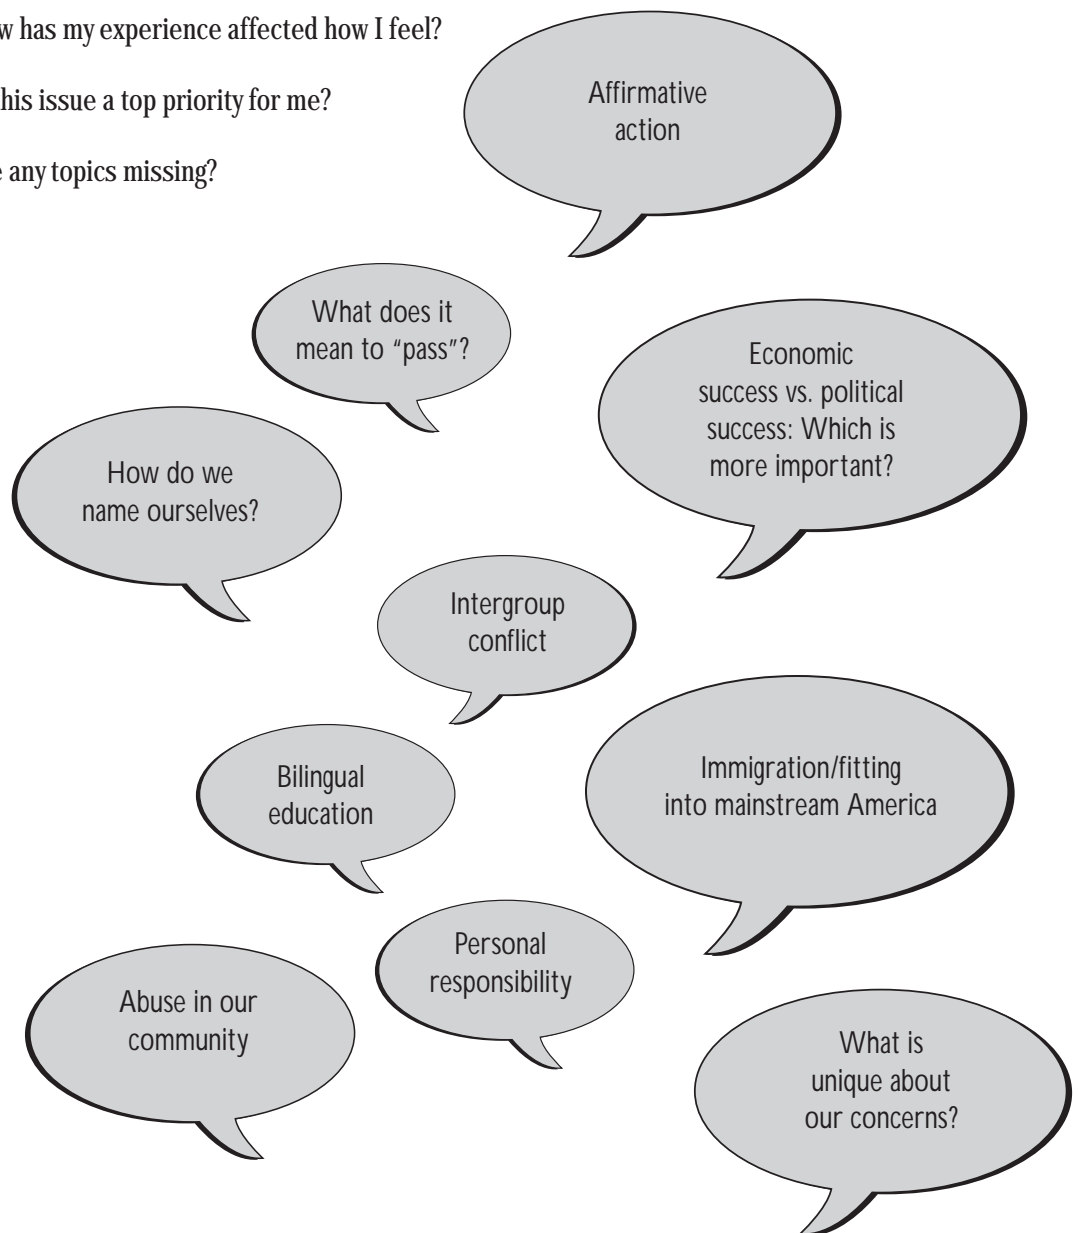 has my experience affected how I feel?
his issue a top priority for me?
any topics missing?
Affirmative
action
What does it
mean to “pass”?
Economic
success vs. political
success: Which is
more important?
How do we
name ourselves?
Intergroup
conflict
Bilingual
education
Immigration/fitting
into mainstream America
Personal
responsibility
Abuse in our
community
What is
unique about
our concerns?